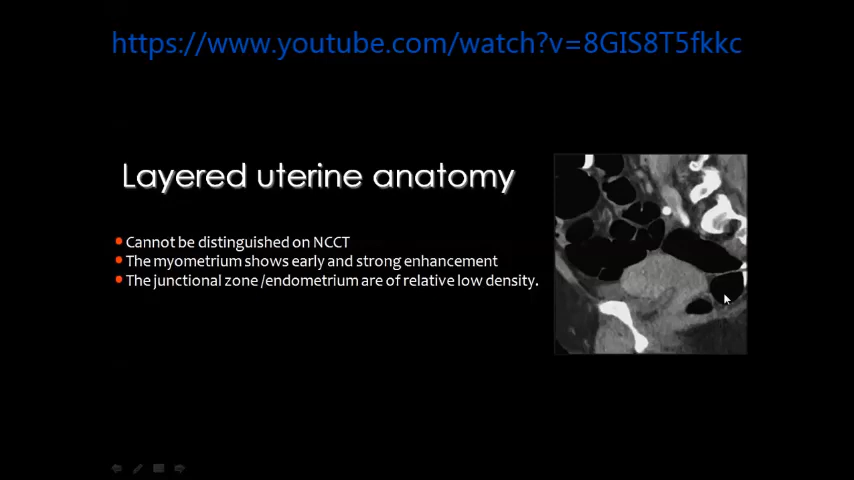 https://www.youtube.com/watch?v=8GIS8T5fkkc
Layered uterine anatomy
• Cannot be distinguished on NCCT
• The myometrium shows early and strong enhancement
• The junctional zone /endometrium are of relative low density.